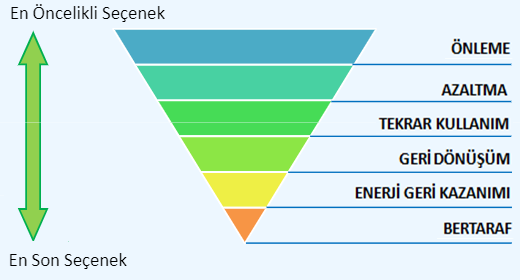 En Öncelikli Seçenek
ÖNLEME
AZALTMA
TEKRAR KULLANIM
GERİ DÖNÜŞÜM
ENERJİ GERİ KAZANIMI
BERTARAF
En Son Seçenek